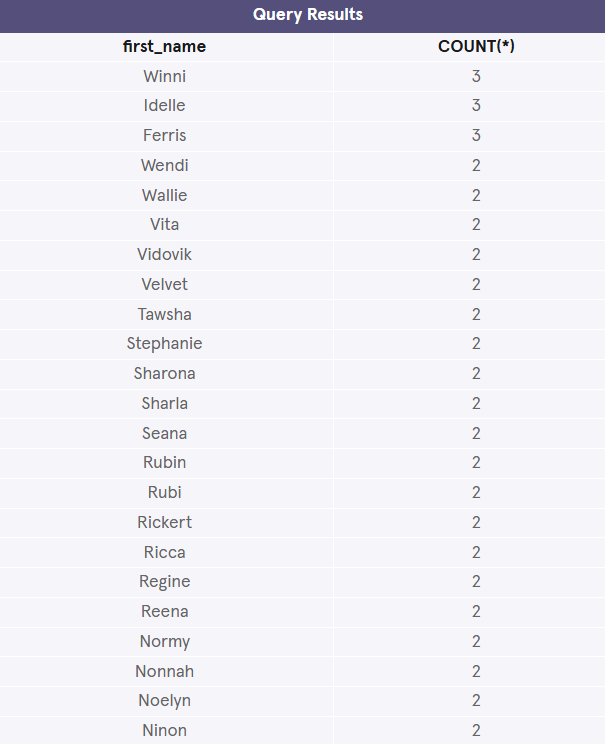 Query Results
first_name COUNT(*)
Winni 3
Idelle 3
Ferris 3
Wendi 2
Wallie 2
Vita 2
Vidovik 2
Velvet 2
Tawsha 2
Stephanie 2
Sharona 2
Sharla 2
Seana 2
Rubin 2
Rubi 2
Rickert 2
Ricca 2
Regine 2
Reena 2
Normy 2
Nonnah 2
Noelyn 2
Ninon 2